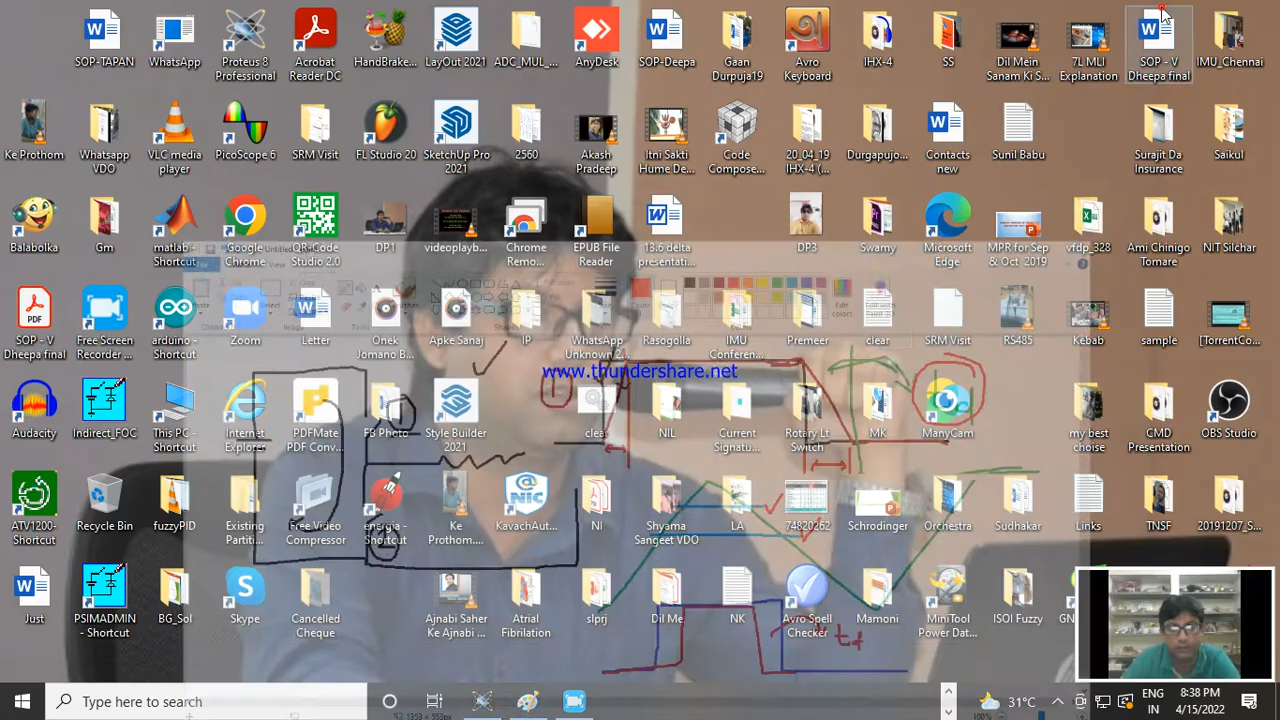 SOP-TAPAN
WhatsApp
Proteus 8 Professional
Acrobat Reader DC
HandBrake...
LayOut 2021
ADC_MUL_...
AnyDesk
SOP-Deepa
Gaan Durpuja19
Avro Keyboard
IHX-4
SS
Dil Mein Sanam Ki S...
7L MLI Explanation
SOP - V Dheepa final
IMU_Chennai
Ke Prothom
Whatsapp VDO
VLC media player
PicoScope 6
SRM Visit
FL Studio 20
SketchUp Pro 2021
2560
Akash Pradeep
Itni Sakti Hume De...
Code Compose...
20_04_19 IHX-4 (...
Durgapujo...
Contacts new
Sunil Babu
Surajit Da Insurance
Saikul
Balabolka
Gm
matlab - Shortcut
Google Chrome
QR-Code Studio 2.0
DP1
videoplayb...
Chrome Remo...
EPUB File Reader
13.6 delta presentati...
DP3
Swamy
Microsoft Edge
MPR for Sep & Oct 2019
vfdp_328
Ami Chinigo Tomare
NIT Silchar
SOP - V Dheepa final
Free Screen Recorder ...
arduino - Shortcut
Zoom
Letter
Onek Jomano B...
Apke Sanaj
IP
WhatsApp Unknown 2...
Rasogolla
IMU Conferen...
Premeer
clear
SRM Visit
RS485
Kebab
sample
[TorrentCo...
www.thundershare.net
1
Audacity
Indirect_FOC
This PC - Shortcut
Internet Explorer
PDFMate PDF Conv...
FB Photo
Style Builder 2021
clear
NIL
Current Signatu...
Rotary Lt Switch
MK
ManyCam
my best choise
CMD Presentation
OBS Studio
ATV1200- Shortcut
Recycle Bin
fuzzyPID
Existing Partiti...
Free Video Compressor
energia - Shortcut
Ke Prothom....
KavachAut...
NI
Shyama Sangeet VDO
LA
74820262
Schrodinger
Orchestra
Sudhakar
Links
TNSF
20191207_S...
Just
PSIMADMIN - Shortcut
BG_Sol
Skype
Cancelled Cheque
Ajnabi Saher Ke Ajnabi ...
Atrial Fibrilation
slprj
Dil Me
NK
Avro Spell Checker
Mamoni
MiniTool Power Dat...
ISOI Fuzzy
td
Type here to search
31°C
ENG
IN
8:38 PM
4/15/2022